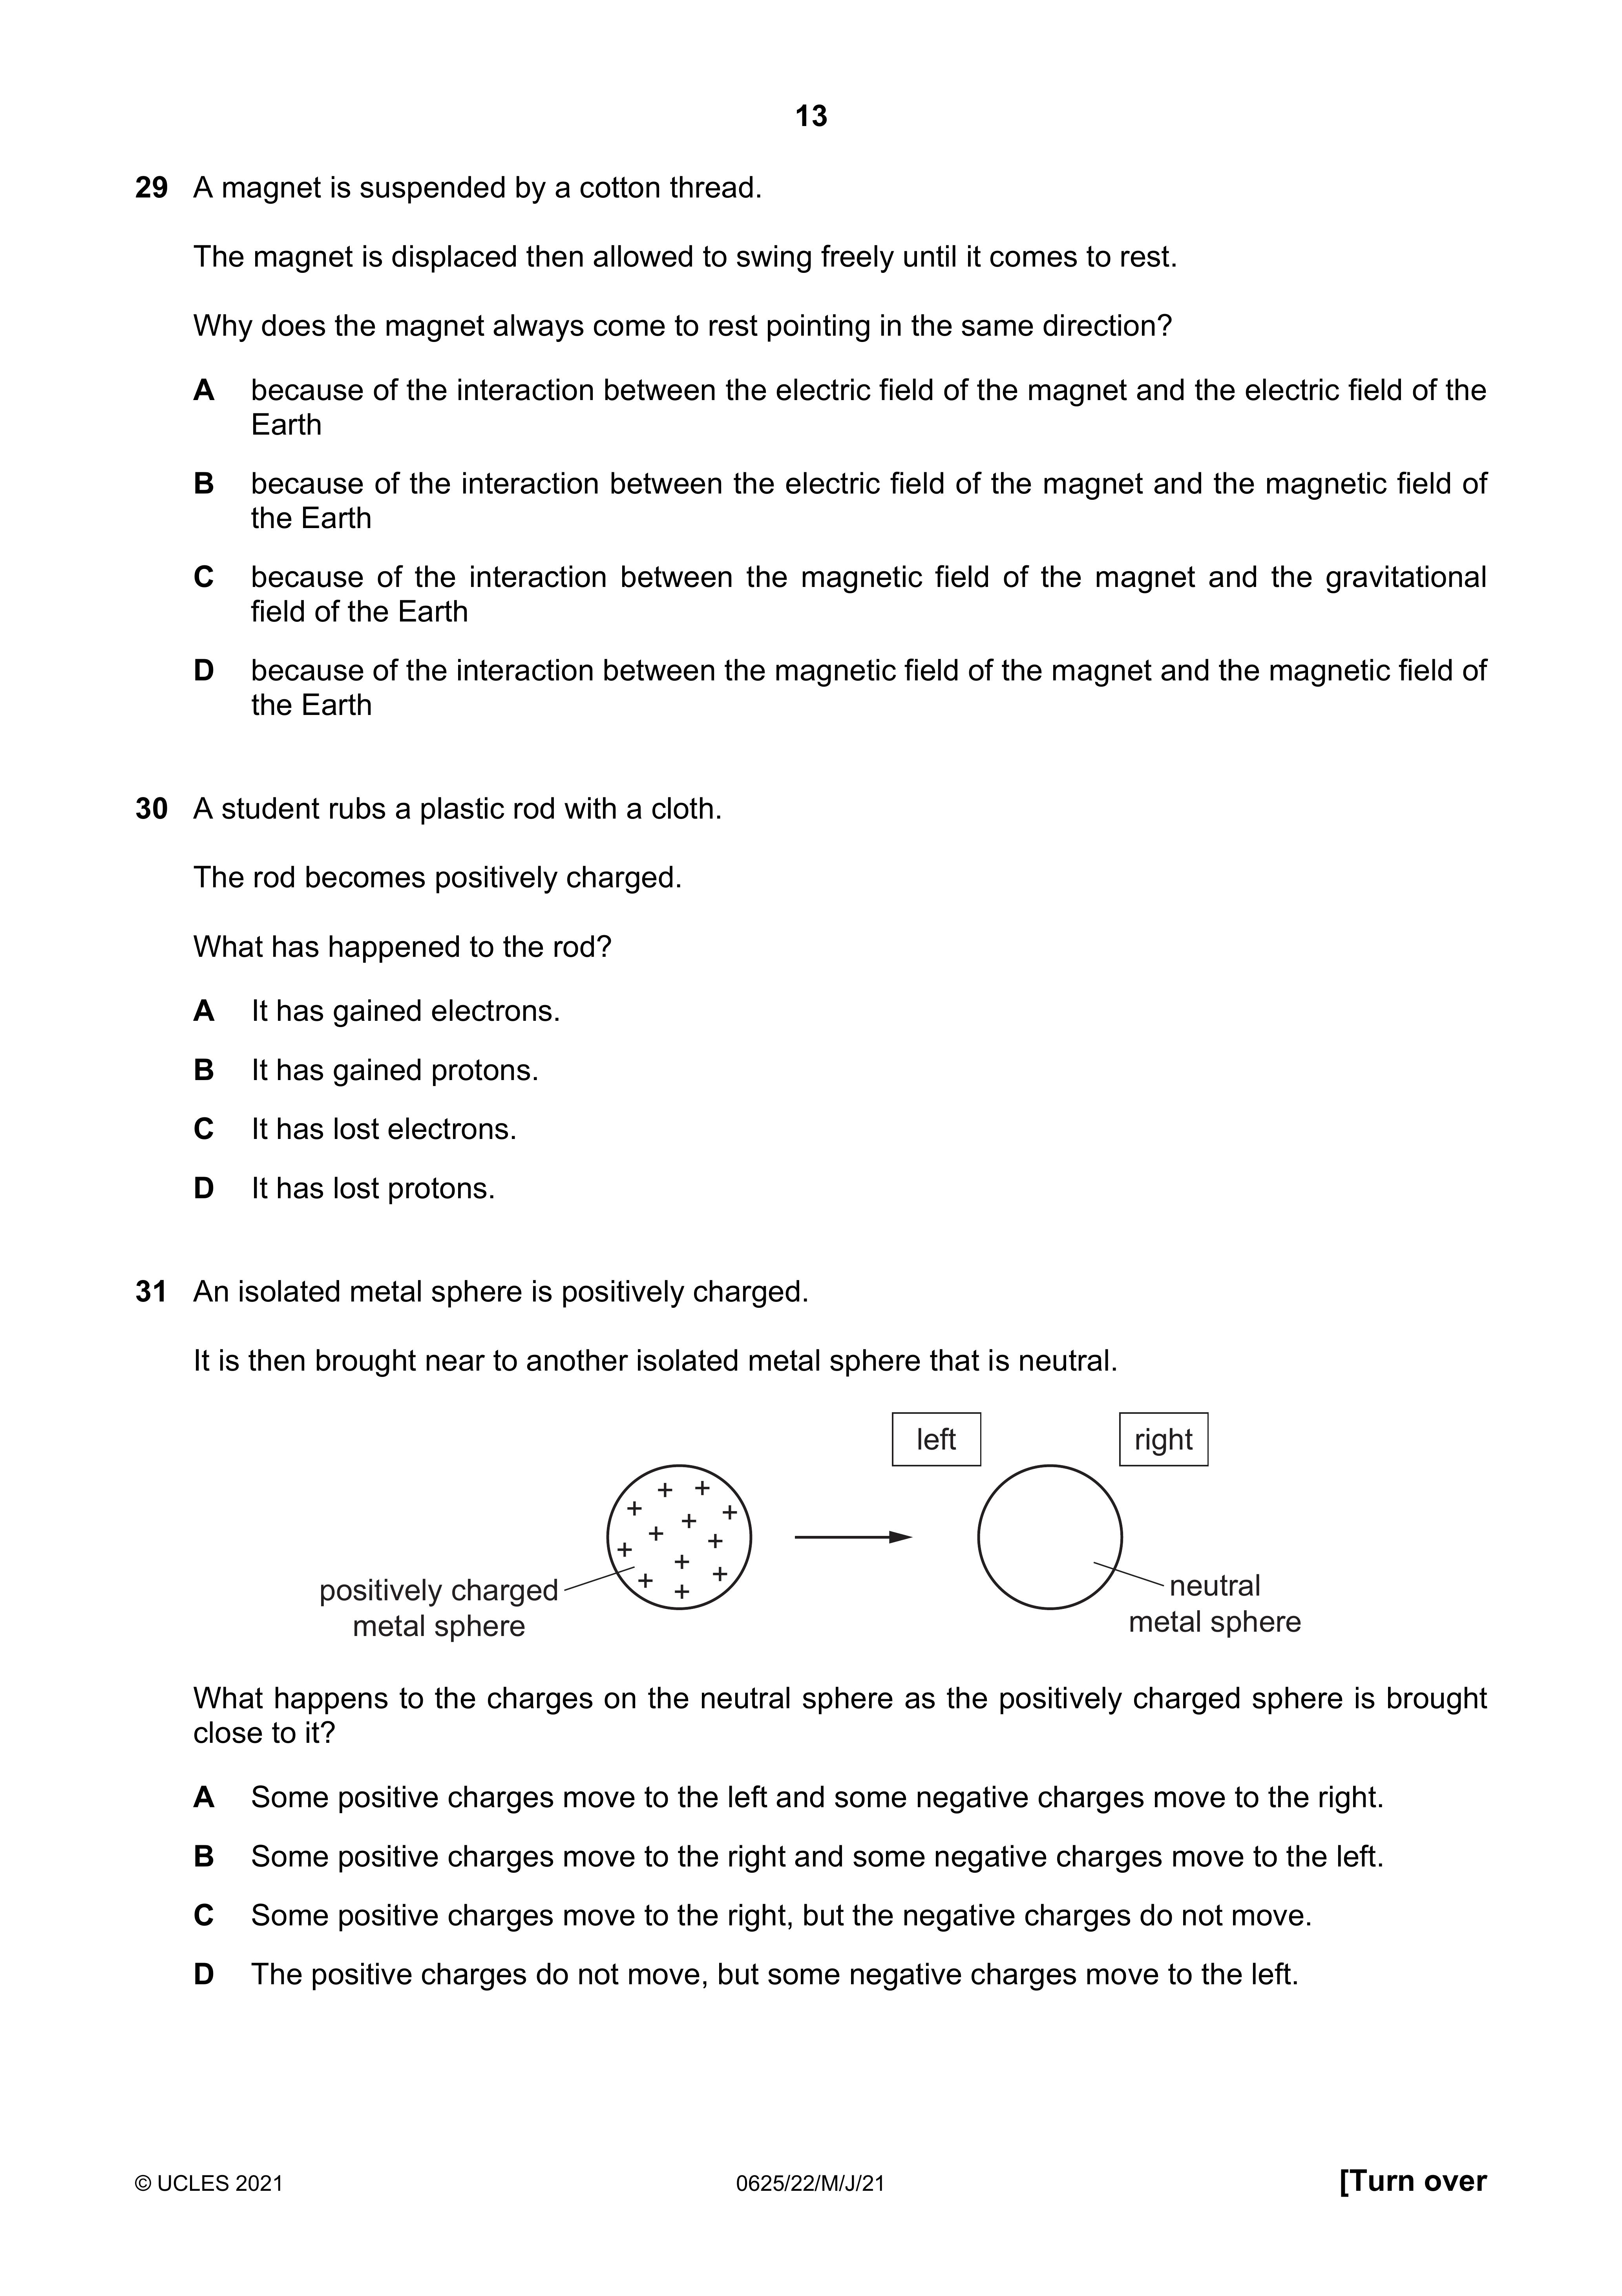 13
29 A magnet is suspended by a cotton thread.
The magnet is displaced then allowed to swing freely until it comes to rest.
Why does the magnet always come to rest pointing in the same direction?
A because of the interaction between the electric field of the magnet and the electric field of the
Earth
B because of the interaction between the electric field of the magnet and the magnetic field of
the Earth
C because of the interaction between the magnetic field of the magnet and the gravitational
field of the Earth
D because of the interaction between the magnetic field of the magnet and the magnetic field of
the Earth
30 A student rubs a plastic rod with a cloth.
The rod becomes positively charged.
What has happened to the rod?
A It has gained electrons.
B It has gained protons.
C It has lost electrons.
D It has lost protons.
31 An isolated metal sphere is positively charged.
It is then brought near to another isolated metal sphere that is neutral.
left right
+ + + + + + + + + + + + +
positively charged
metal sphere
neutral
metal sphere
What happens to the charges on the neutral sphere as the positively charged sphere is brought
close to it?
A Some positive charges move to the left and some negative charges move to the right.
B Some positive charges move to the right and some negative charges move to the left.
C Some positive charges move to the right, but the negative charges do not move.
D The positive charges do not move, but some negative charges move to the left.
© UCLES 2021 0625/22/M/J/21 [Turn over